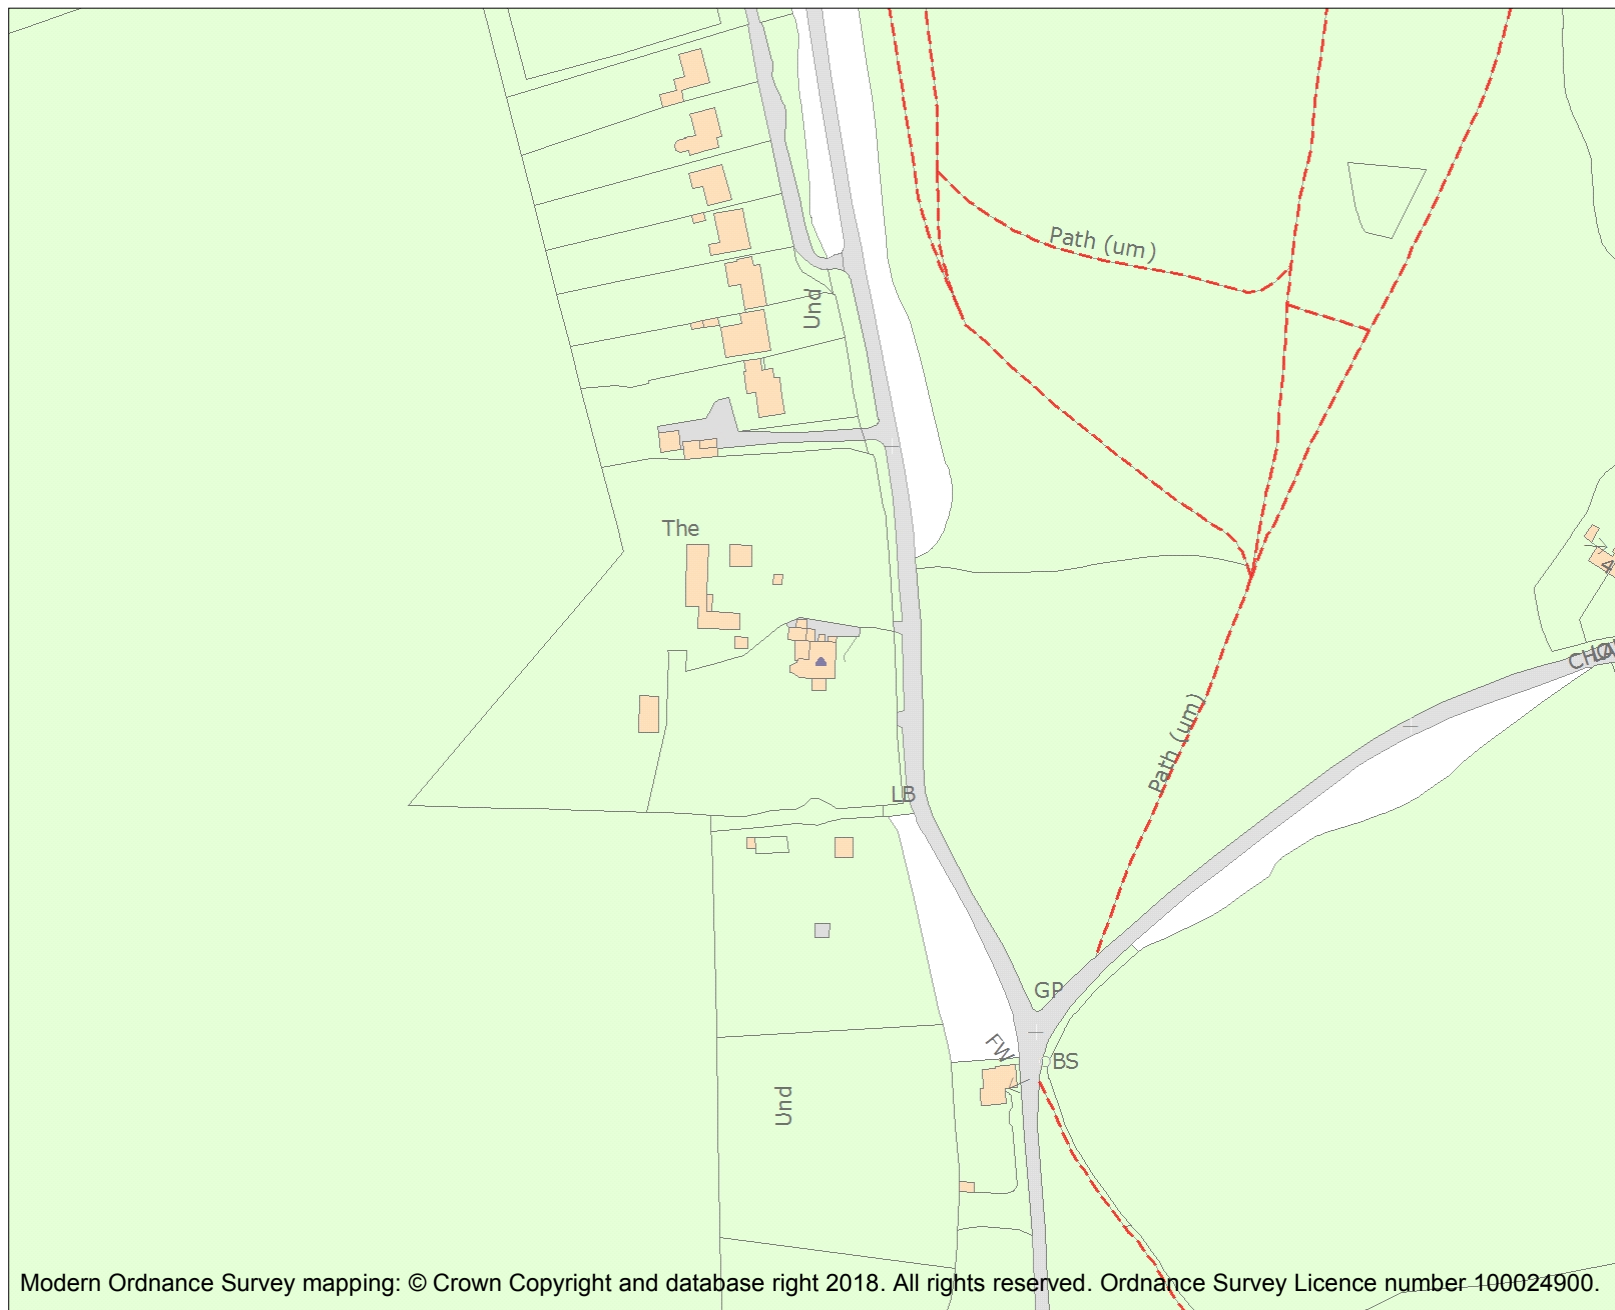 Path (um)
Und
The
4
Path (um)
LB
GP
FW
BS
Und
Modern Ordnance Survey mapping: © Crown Copyright and database right 2018. All rights reserved. Ordnance Survey Licence number 100024900.